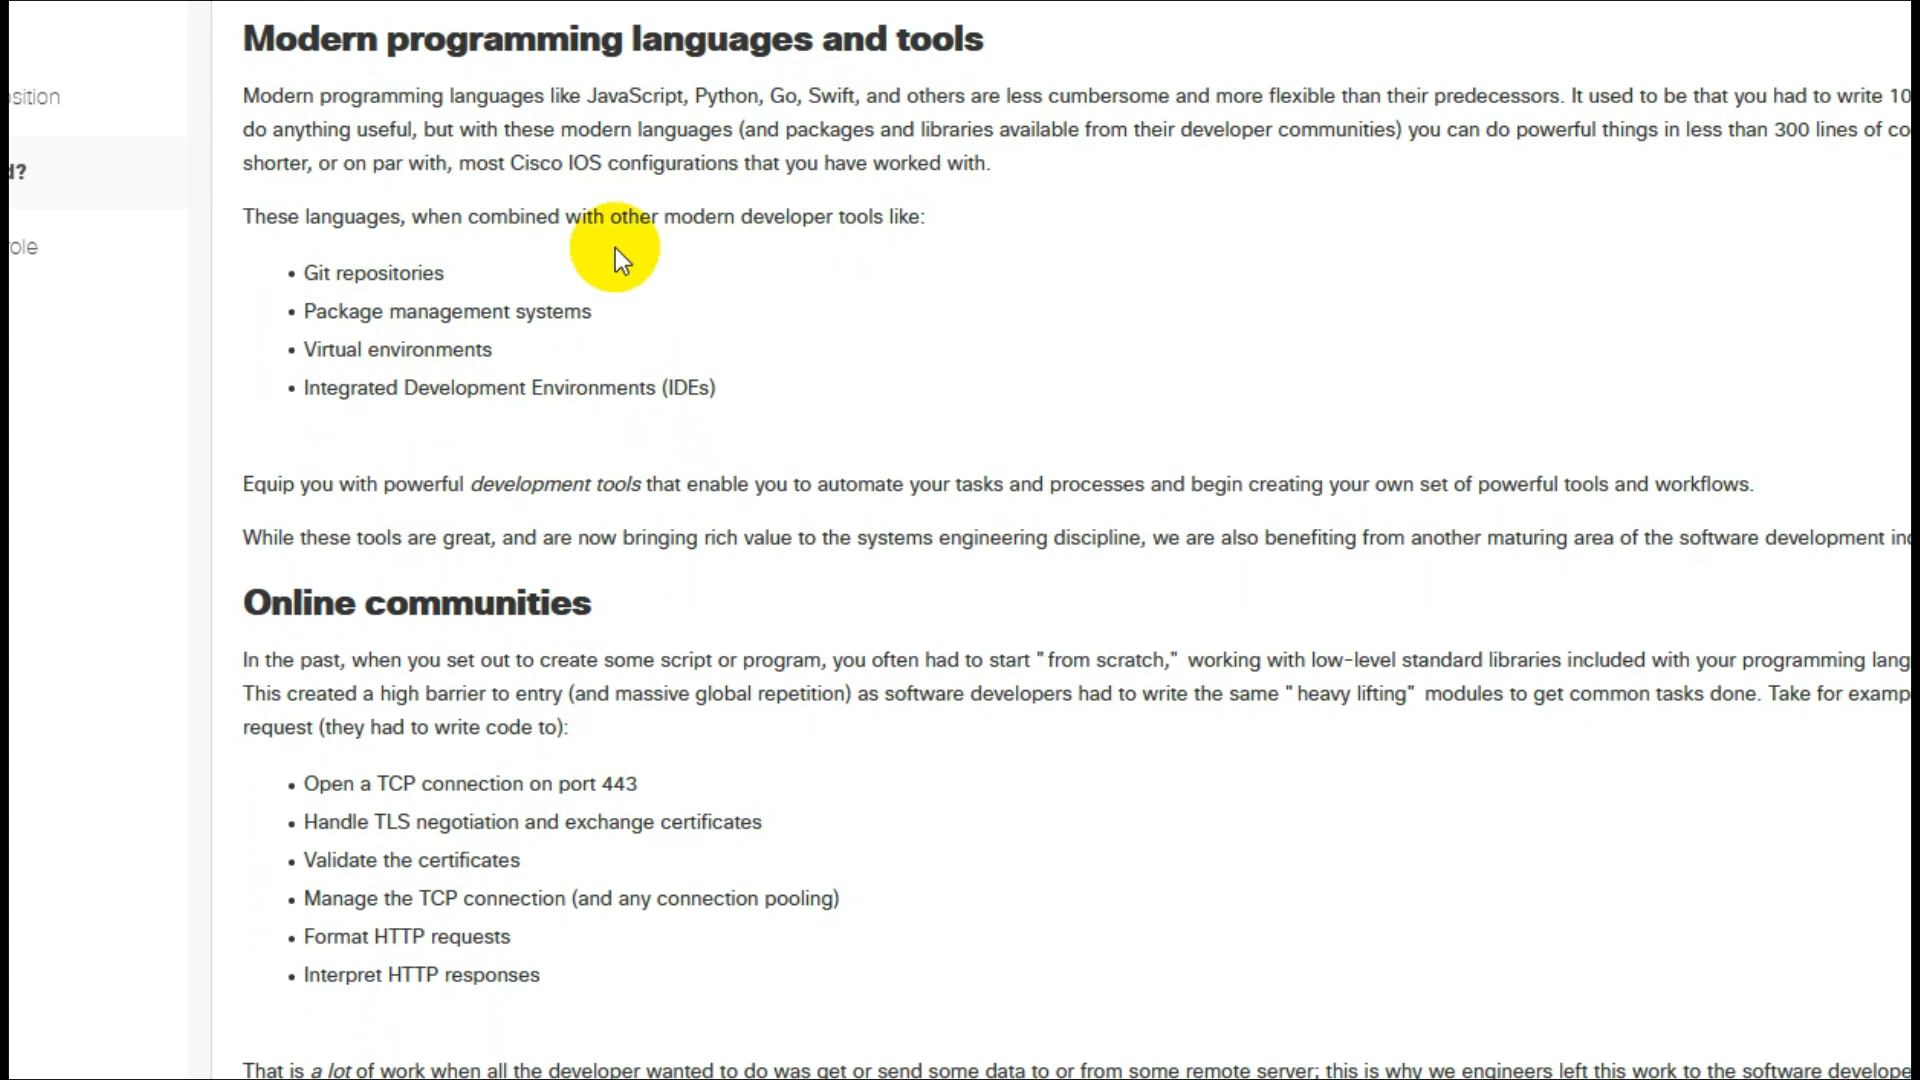 Modern programming languages and tools
Modern programming languages like JavaScript, Python, Go, Swift, and others are less cumbersome and more flexible than their predecessors. It used to be that you had to write 10
sition
do anything useful, but with these modern languages (and packages and libraries available from their developer communities) you can do powerful things in less than 300 lines of co
shorter, or on par with, most Cisco IOS configurations that you have worked with.
d?
These languages, when combined with other modern developer tools like:
role
• Git repositories
• Package management systems
• Virtual environments
• Integrated Development Environments (IDEs)
Equip you with powerful development tools that enable you to automate your tasks and processes and begin creating your own set of powerful tools and workflows.
While these tools are great, and are now bringing rich value to the systems engineering discipline, we are also benefiting from another maturing area of the software development in
Online communities
In the past, when you set out to create some script or program, you often had to start "from scratch," working with low-level standard libraries included with your programming lang
This created a high barrier to entry (and massive global repetition) as software developers had to write the same "heavy lifting" modules to get common tasks done. Take for examp
request (they had to write code to):
• Open a TCP connection on port 443
• Handle TLS negotiation and exchange certificates
• Validate the certificates
• Manage the TCP connection (and any connection pooling)
• Format HTTP requests
• Interpret HTTP responses
That is a lot of work when all the developer wanted to do was get or send some data to or from some remote server; this is why we engineers left this work to the software develope